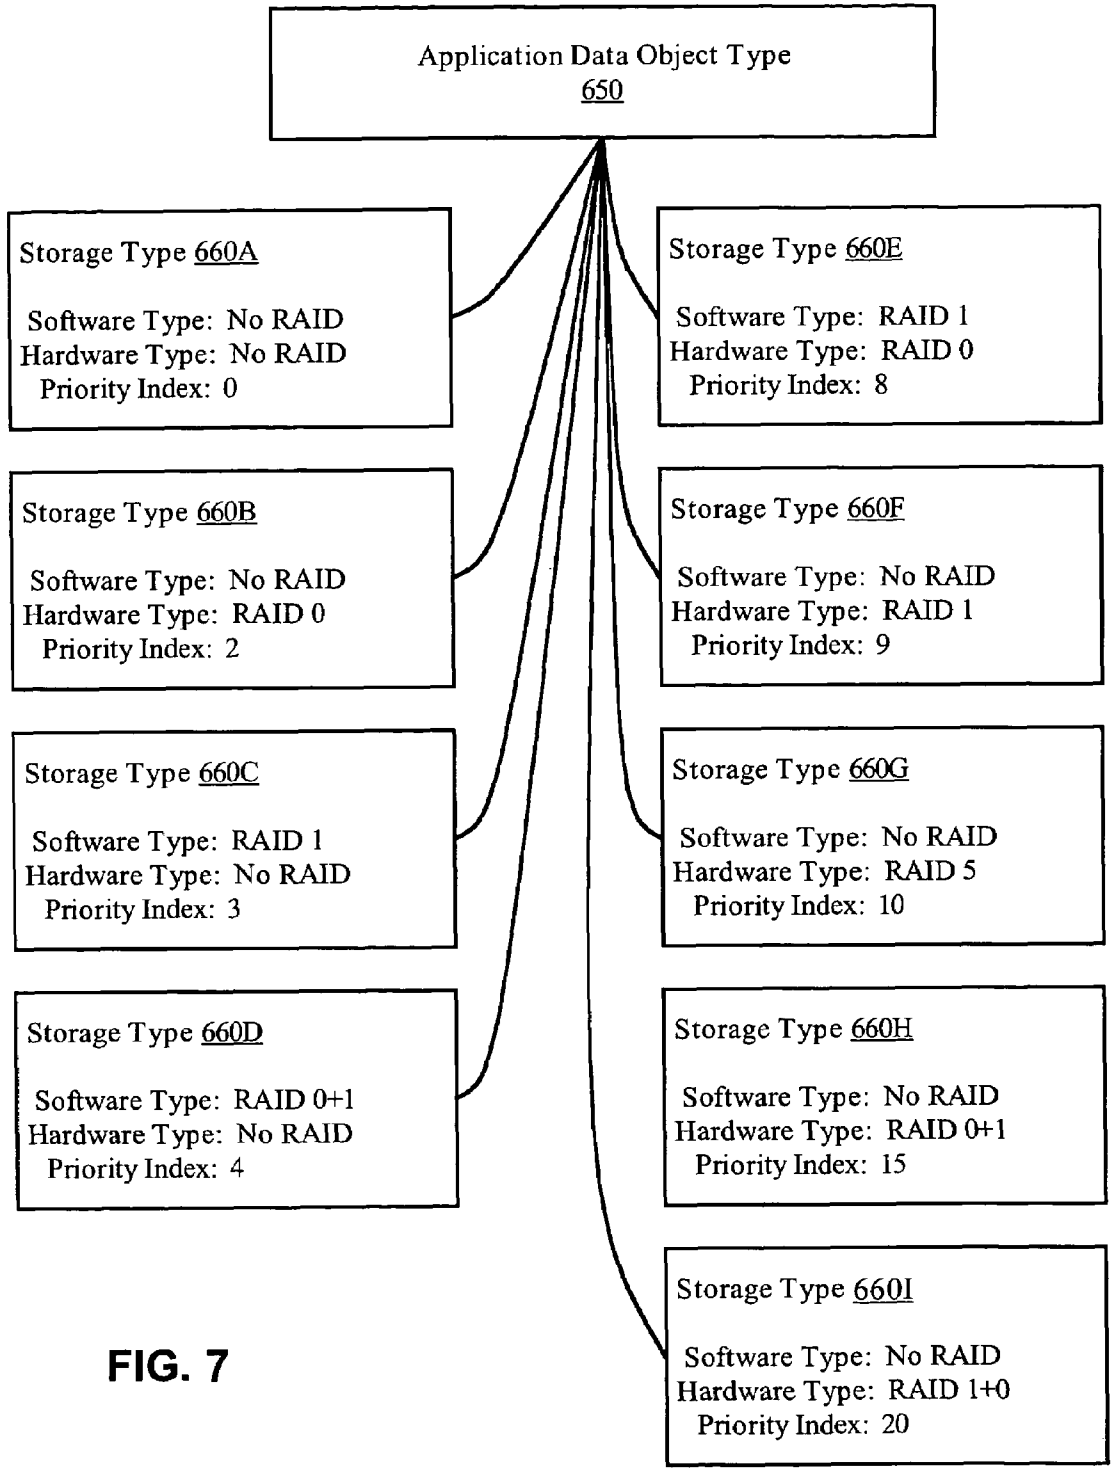 Application Data Object Type
650
Storage Type 660A
Software Type: No RAID
Hardware Type: No RAID
Priority Index: 0
Storage Type 660B
Software Type: No RAID
Hardware Type: RAID 0
Priority Index: 2
Storage Type 660C
Software Type: RAID 1
Hardware Type: No RAID
Priority Index: 3
Storage Type 660D
Software Type: RAID 0+1
Hardware Type: No RAID
Priority Index: 4
Storage Type 660E
Software Type: RAID 1
Hardware Type: RAID 0
Priority Index: 8
Storage Type 660F
Software Type: No RAID
Hardware Type: RAID 1
Priority Index: 9
Storage Type 660G
Software Type: No RAID
Hardware Type: RAID 5
Priority Index: 10
Storage Type 660H
Software Type: No RAID
Hardware Type: RAID 0+1
Priority Index: 15
Storage Type 660I
Software Type: No RAID
Hardware Type: RAID 1+0
Priority Index: 20
FIG. 7